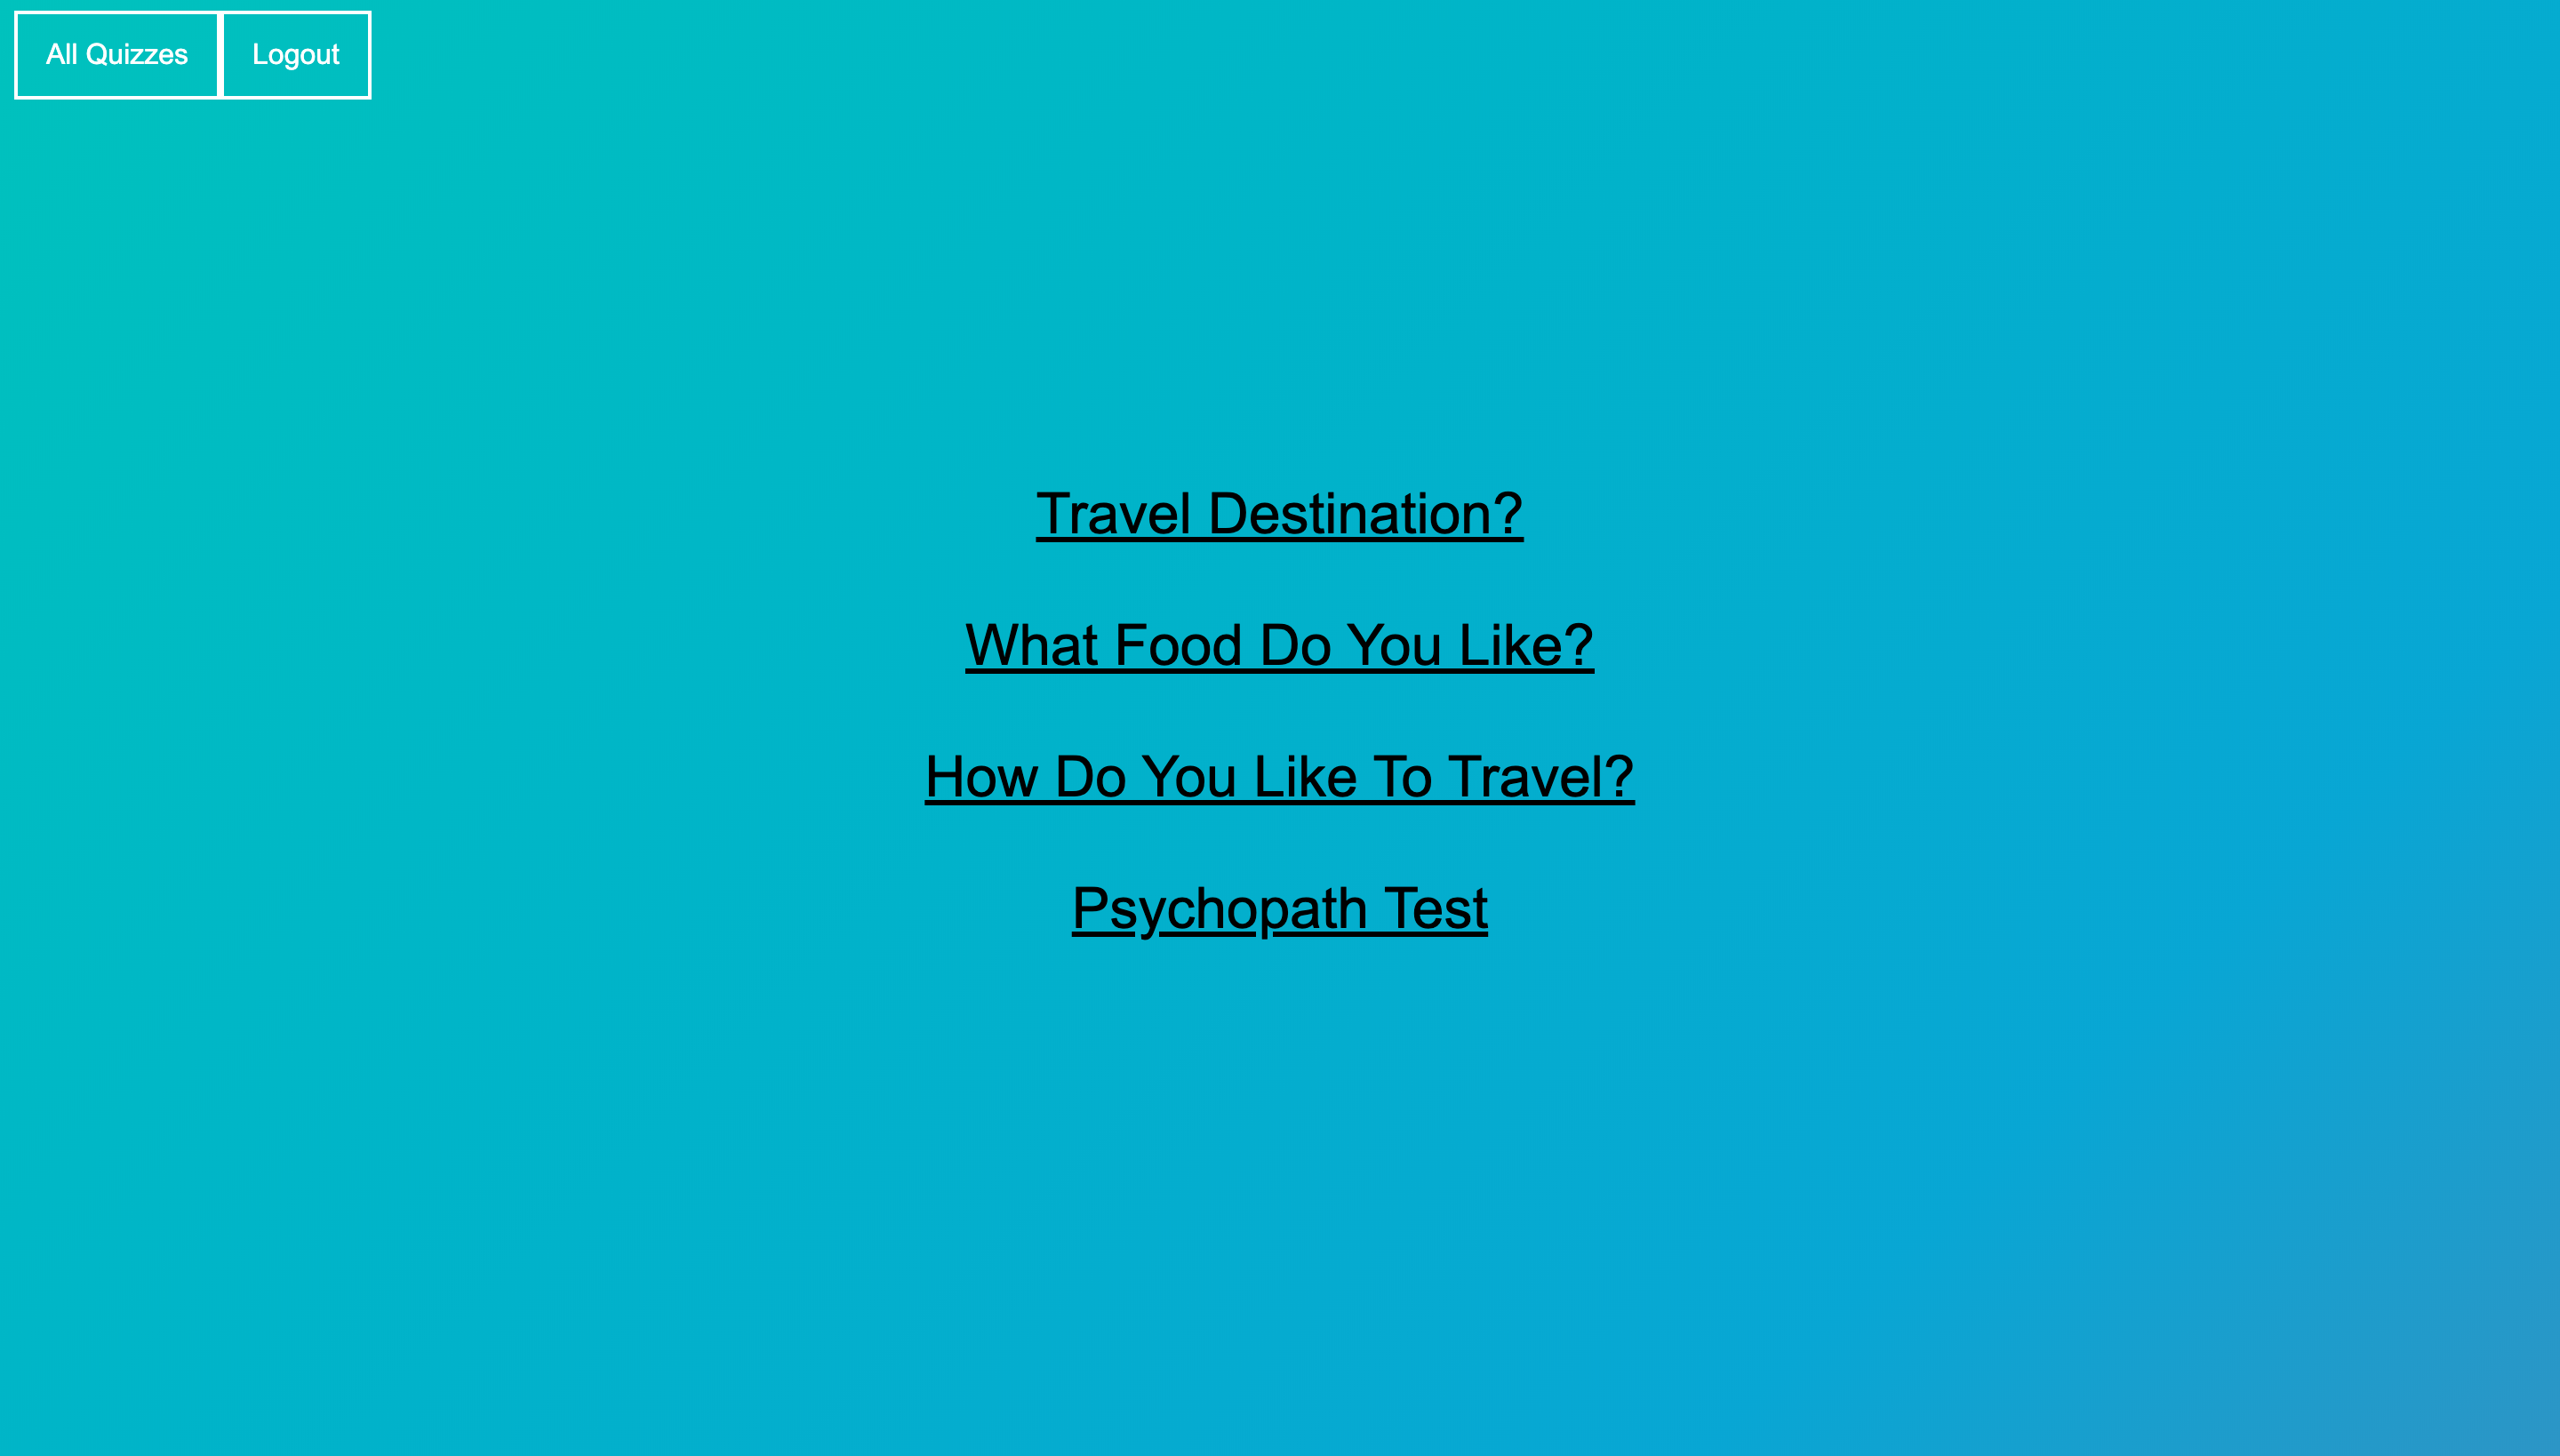 All Quizzes Logout
Travel Destination?
What Food Do You Like?
How Do You Like To Travel?
Psychopath Test